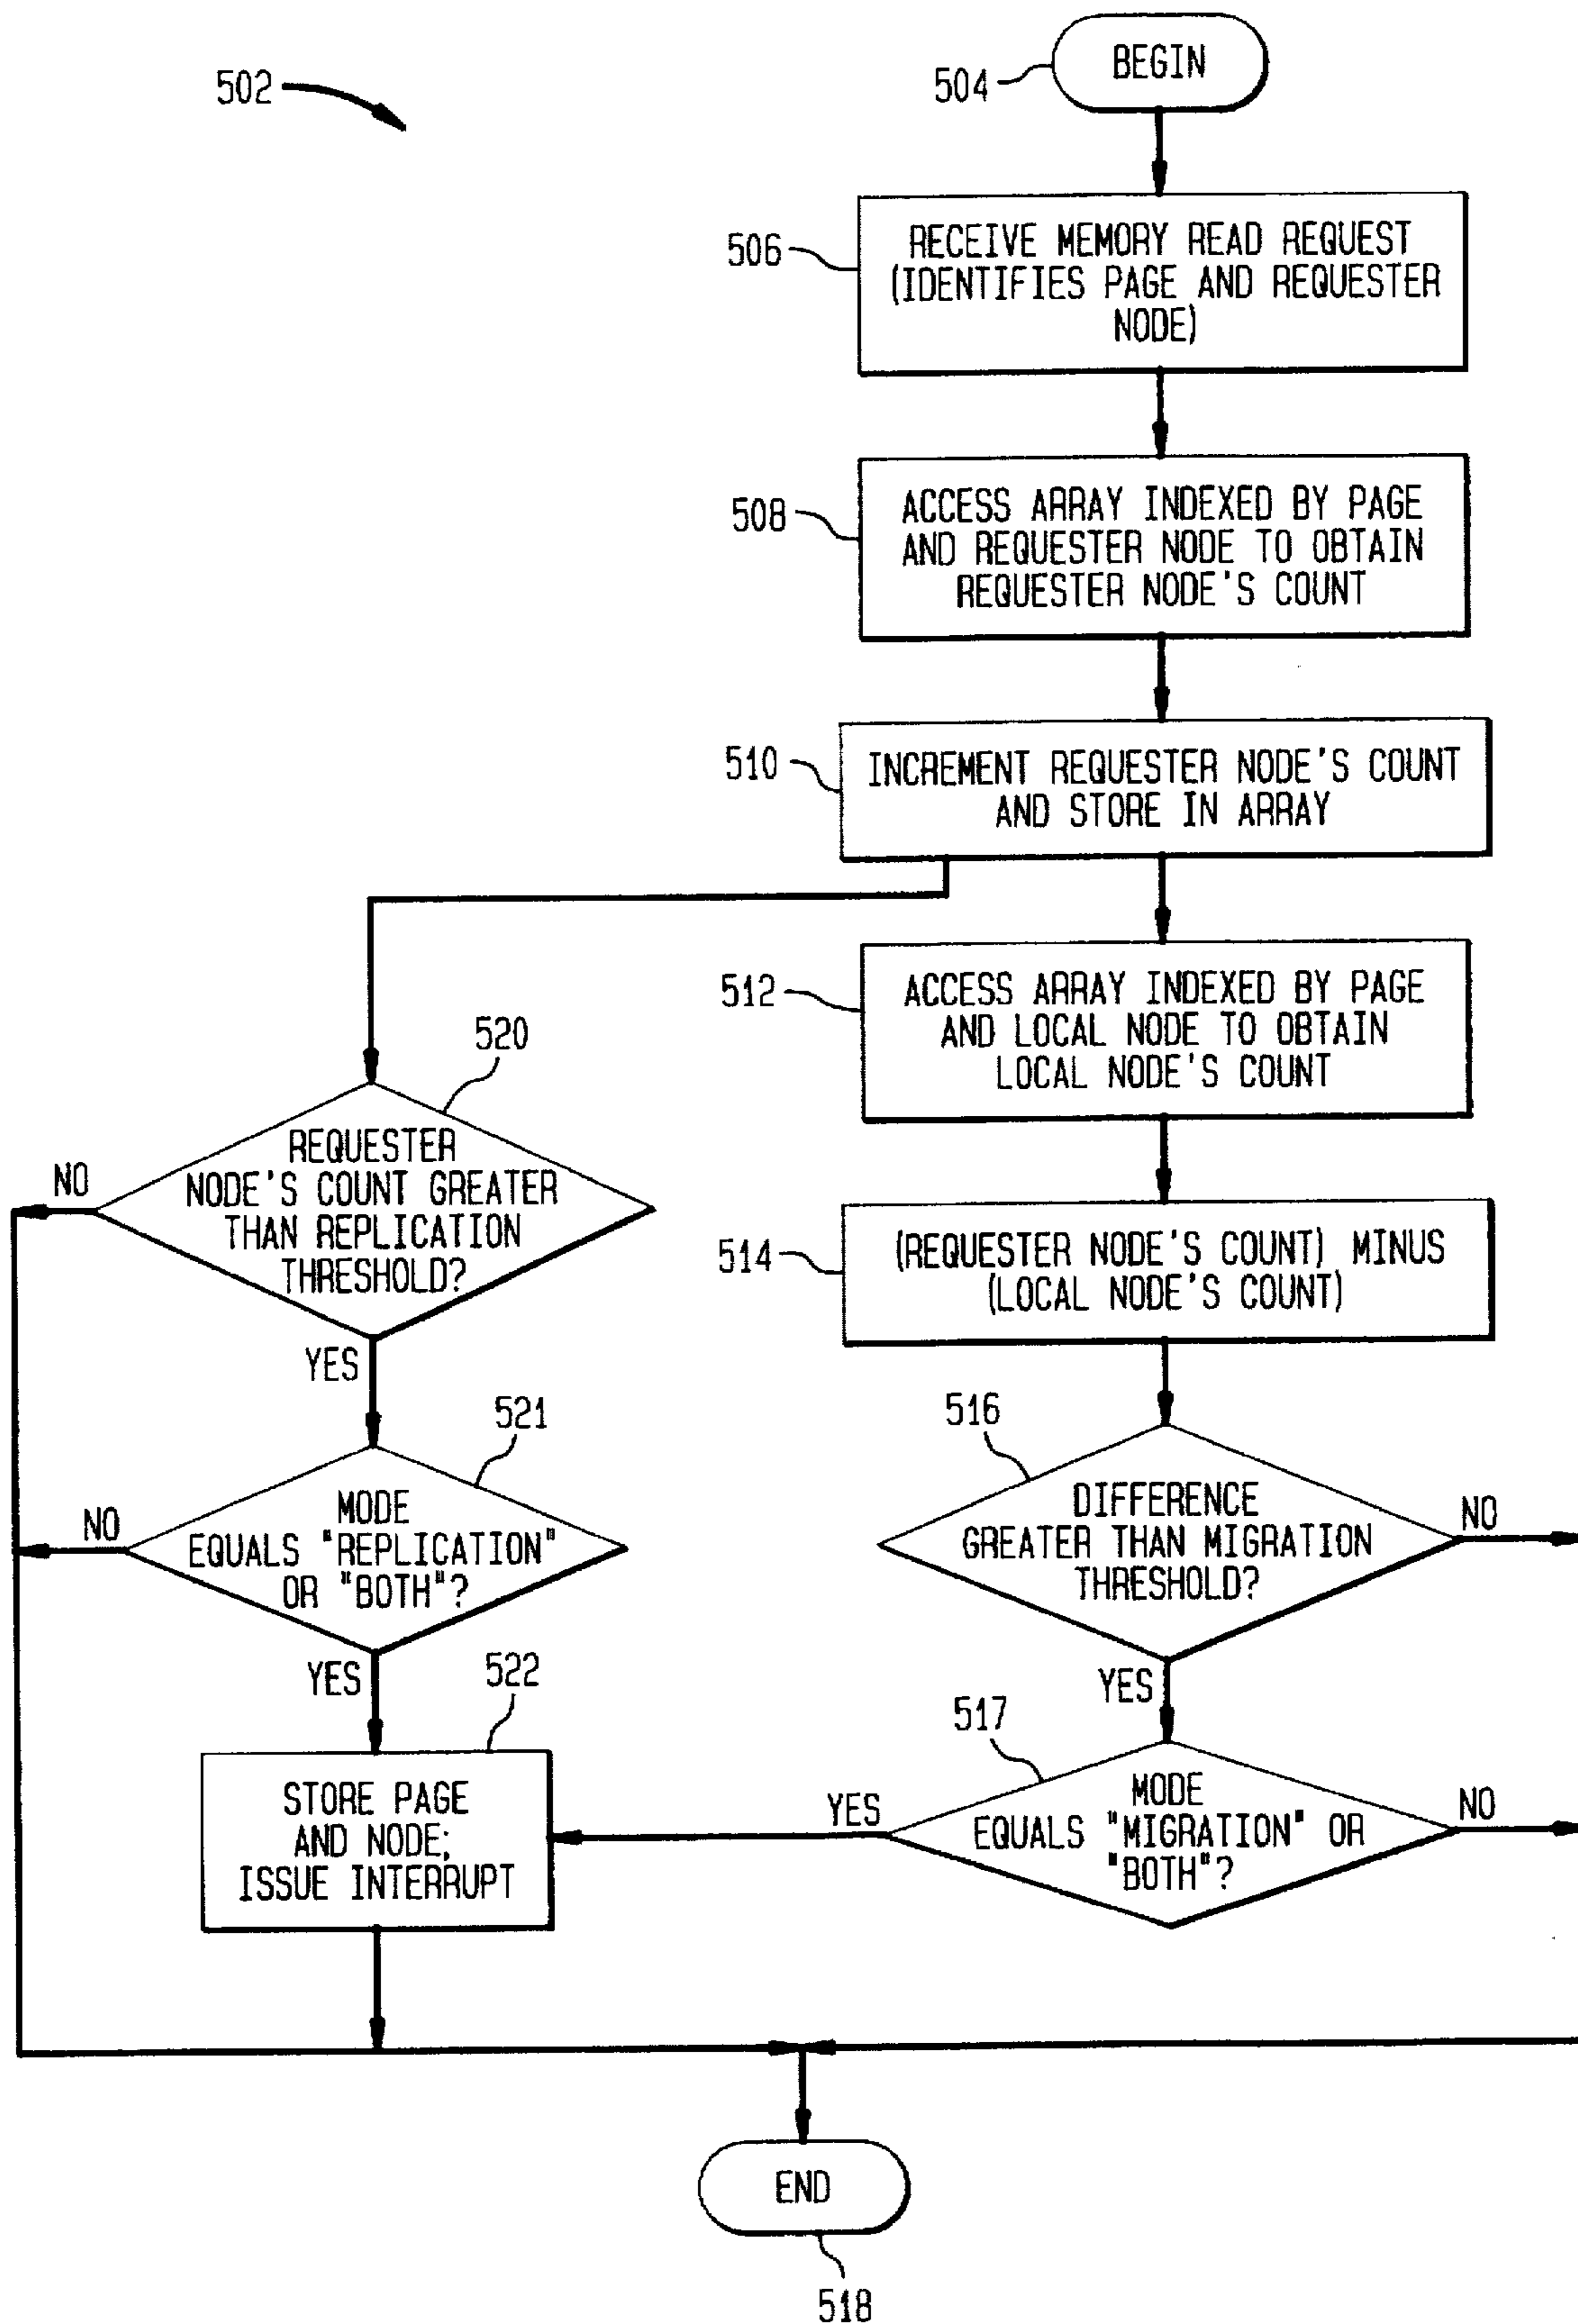 502
504
BEGIN
506
RECEIVE MEMORY READ REQUEST
(IDENTIFIES PAGE AND REQUESTER
NODE)
508
ACCESS ARRAY INDEXED BY PAGE
AND REQUESTER NODE TO OBTAIN
REQUESTER NODE'S COUNT
510
INCREMENT REQUESTER NODE'S COUNT
AND STORE IN ARRAY
512
ACCESS ARRAY INDEXED BY PAGE
AND LOCAL NODE TO OBTAIN
LOCAL NODE'S COUNT
520
REQUESTER
NODE'S COUNT GREATER
THAN REPLICATION
THRESHOLD?
NO
YES
514
(REQUESTER NODE'S COUNT) MINUS
(LOCAL NODE'S COUNT)
521
MODE
EQUALS "REPLICATION"
OR "BOTH"?
NO
YES
516
DIFFERENCE
GREATER THAN MIGRATION
THRESHOLD?
NO
YES
522
STORE PAGE
AND NODE;
ISSUE INTERRUPT
517
MODE
EQUALS "MIGRATION" OR
"BOTH"?
YES
NO
END
518